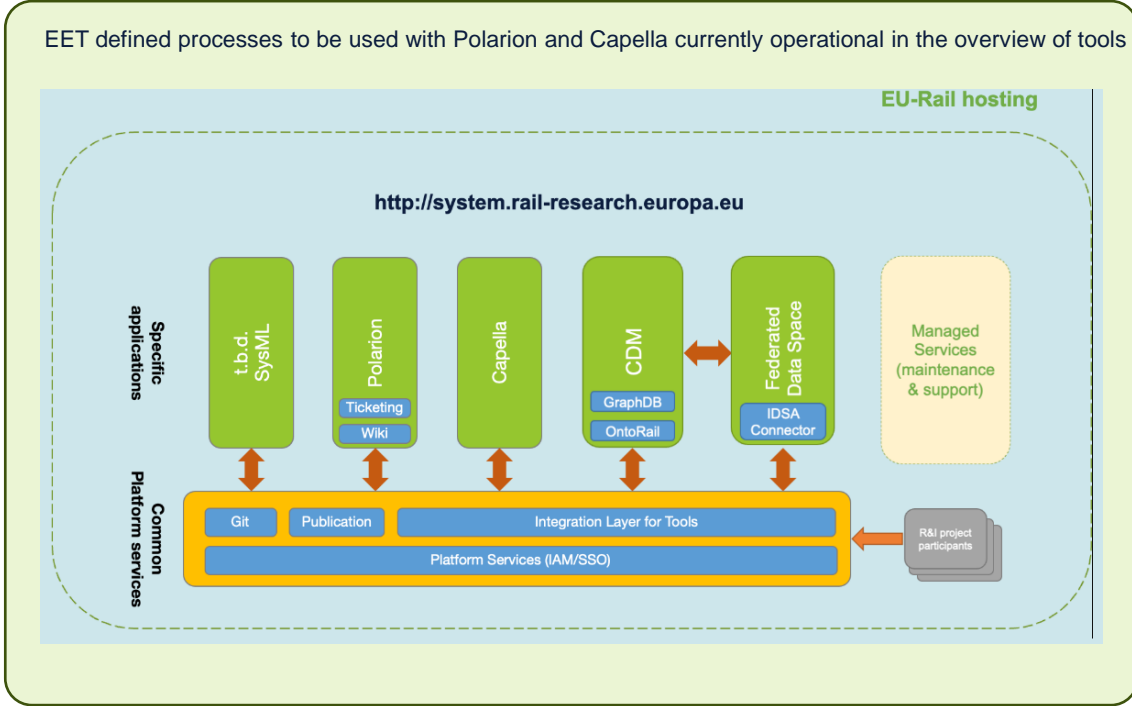 EET defined processes to be used with Polarion and Capella currently operational in the overview of tools
EU-Rail hosting
http://system.rail-research.europa.eu
Specific
applications
t.b.d.
SysML
Polarion
Ticketing
Wiki
Capella
CDM
GraphDB
OntoRail
Federated
Data Space
IDSA
Connector
Managed
Services
(maintenance
& support)
Common
Platform services
Git
Publication
Integration Layer for Tools
Platform Services (IAM/SSO)
R&I project
participants